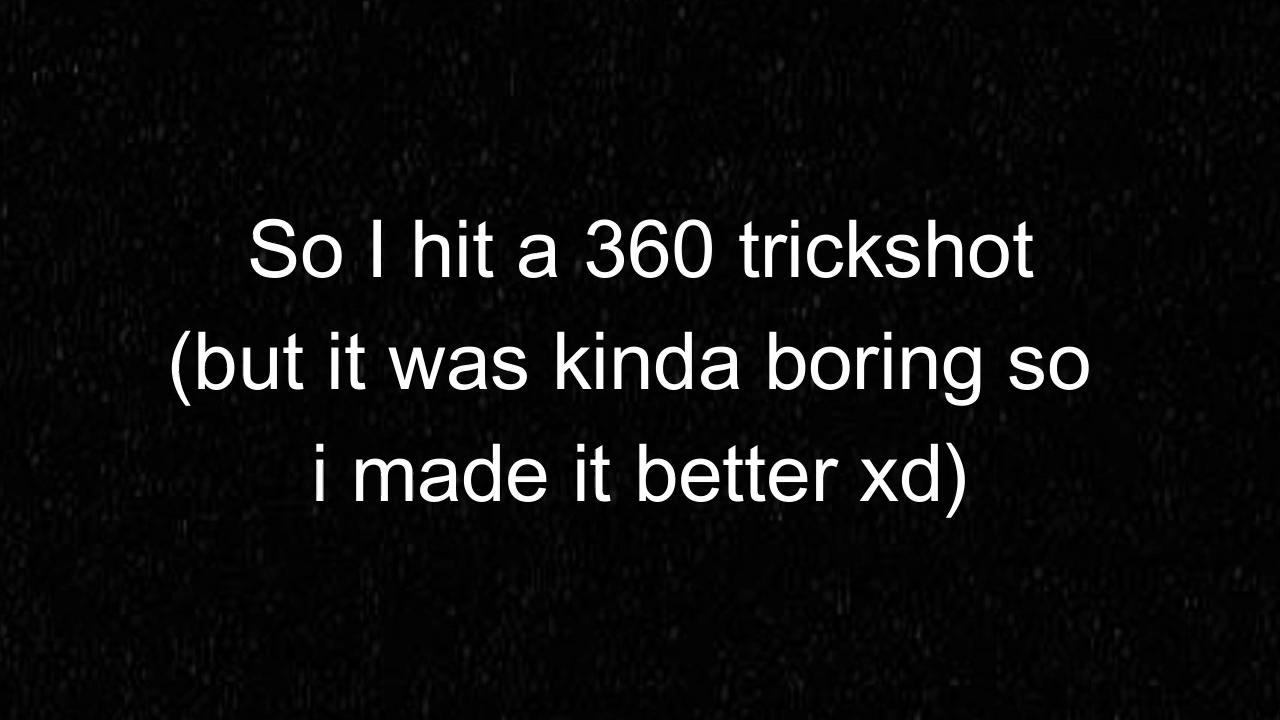 So I hit a 360 trickshot
(but it was kinda boring so
i made it better xd)